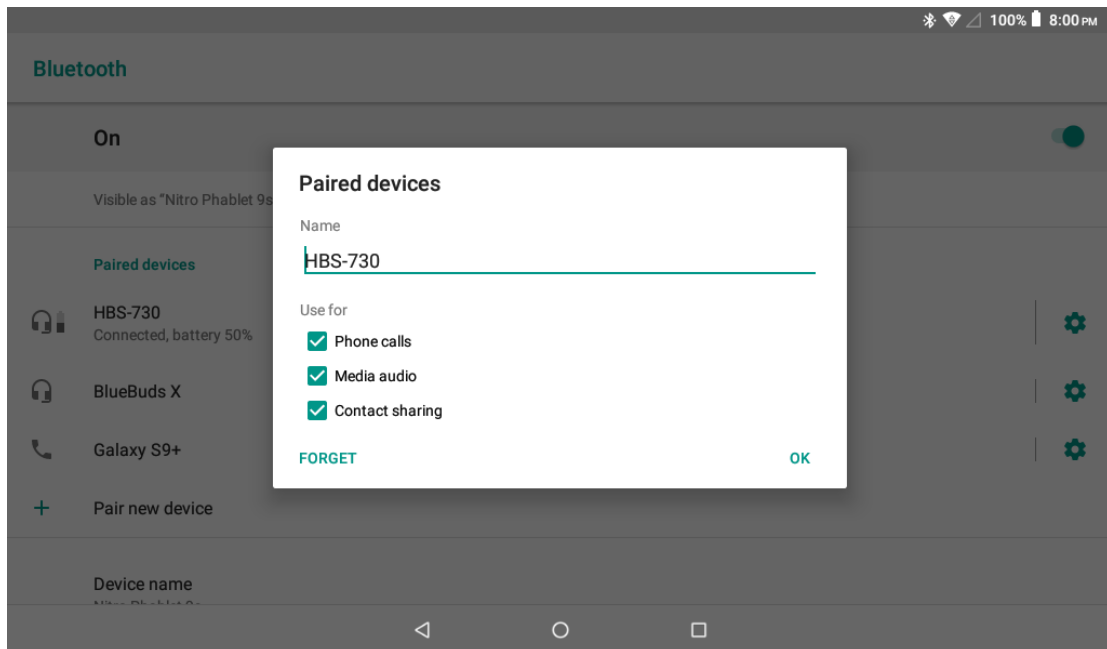 100% 8:00 PM
Bluetooth
On
Visible as "Nitro Phablet 9s
Paired devices
HBS-730
Connected, battery 50%
BlueBuds X
Galaxy S9+
Pair new device
Device name
Paired devices
Name
HBS-730
Use for
Phone calls
Media audio
Contact sharing
FORGET OK